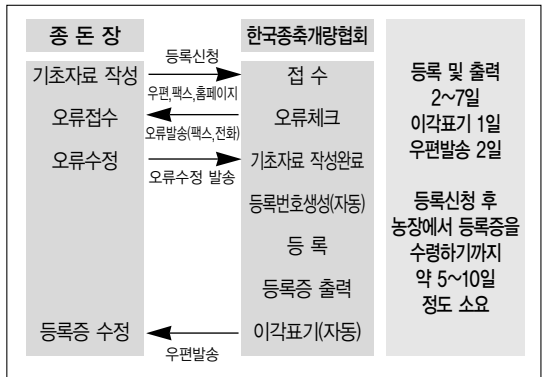 종 돈 장
등록신청
한국종축개량협회
기초자료 작성
우편,팩스,홈페이지
접 수
오류접수
오류발송(팩스,전화)
오류체크
오류수정
오류수정 발송
기초자료 작성완료
등록번호생성(자동)
등 록
등록증 출력
등록증 수정
우편발송
이각표기(자동)
등록 및 출력
2~7일
이각표기 1일
우편발송 2일
등록신청 후
농장에서 등록증을
수령하기까지
약 5~10일
정도 소요